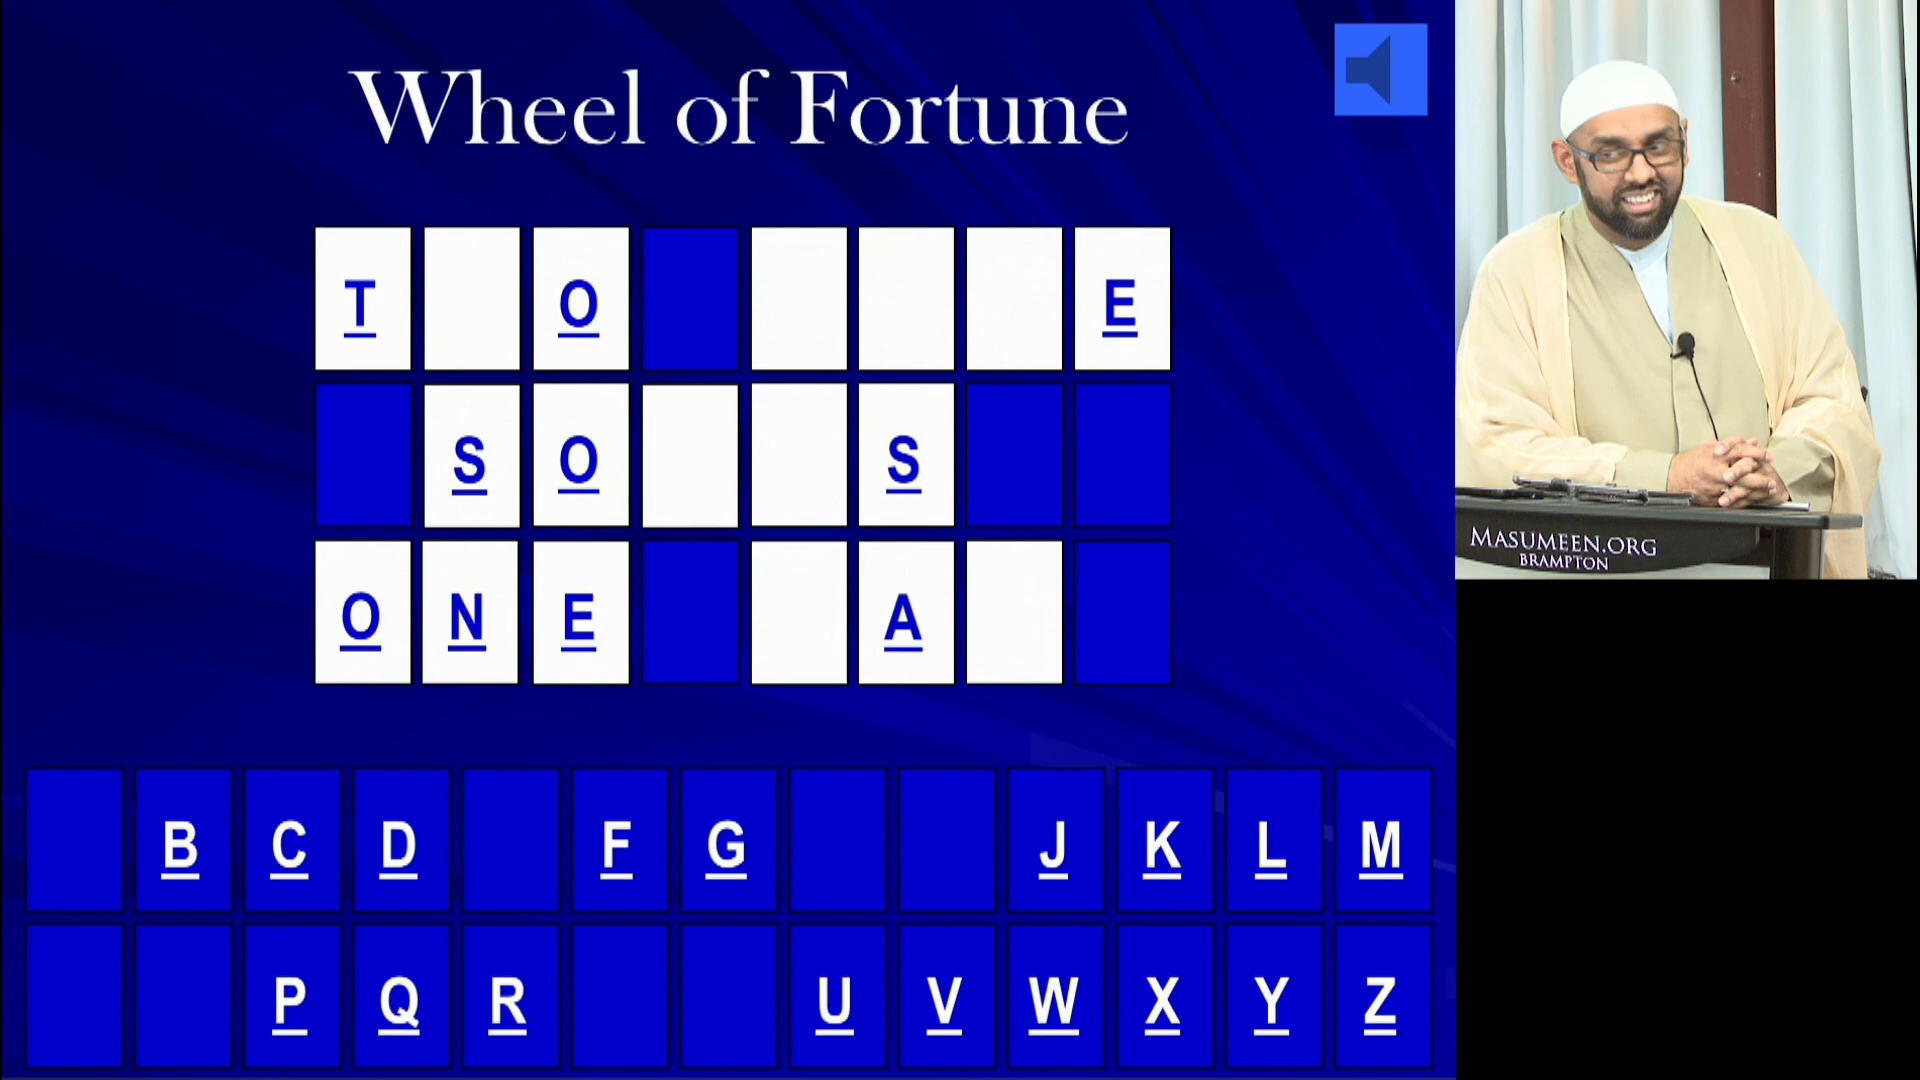 Wheel of Fortune
T O E
S O S
O N E A
B C D F G J K L M
P Q R U V W X Y Z
MASUMEEN.ORG
BRAMPTON